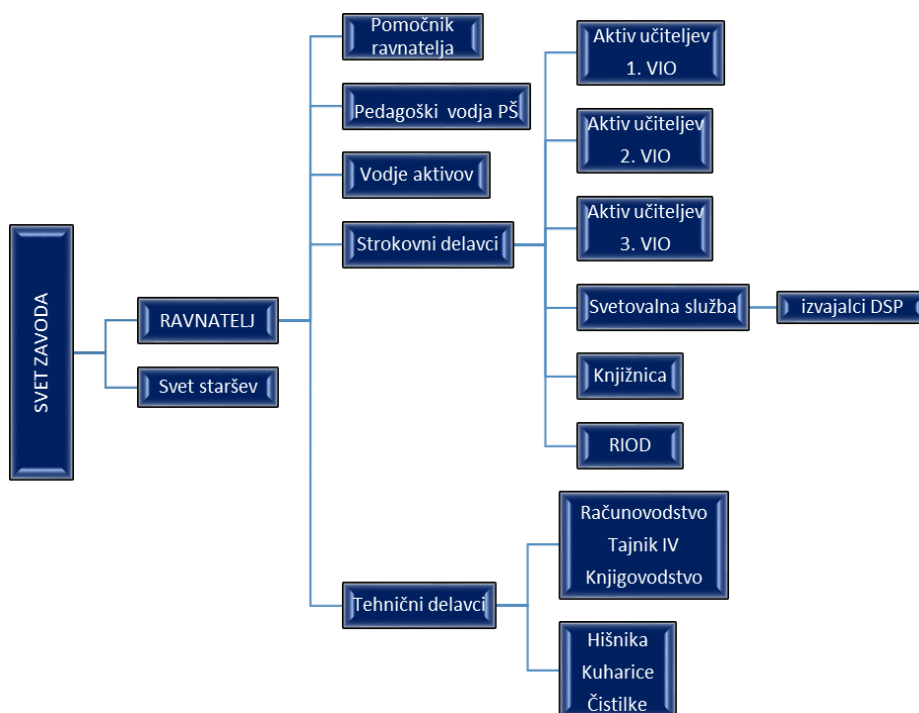 SVET ZAVODA
RAVNATELJ
Svet staršev
Pomočnik
ravnatelja
Pedagoški vodja PŠ
Vodje aktivov
Strokovni delavci
Aktiv učiteljev
1. VIO
Aktiv učiteljev
2. VIO
Aktiv učiteljev
3. VIO
Svetovalna služba
izvajalci DSP
Knjižnica
RIOD
Tehnični delavci
Računovodstvo
Tajnik IV
Knjigovodstvo
Hišnika
Kuharice
Čistilke